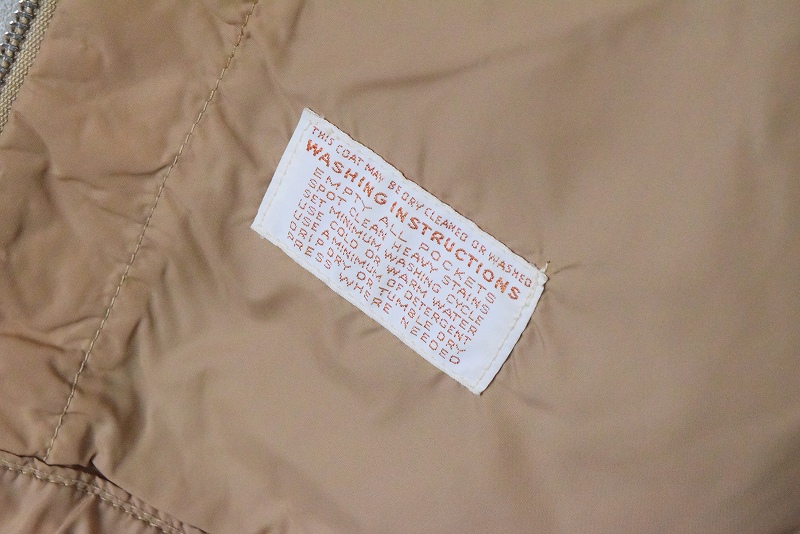 THIS COAT MAY BE DRY CLEANED OR WASHED
WASHING INSTRUCTIONS
EMPTY ALL POCKETS
SPOT CLEAN HEAVY STAINS
SET MINIMUM WASHING CYCLE
USE COLD OR WARM WATER
USE A MINIMUM OF DETERGENT
DRIP DRY OR TUMBLE DRY
PRESS WHERE NEEDED